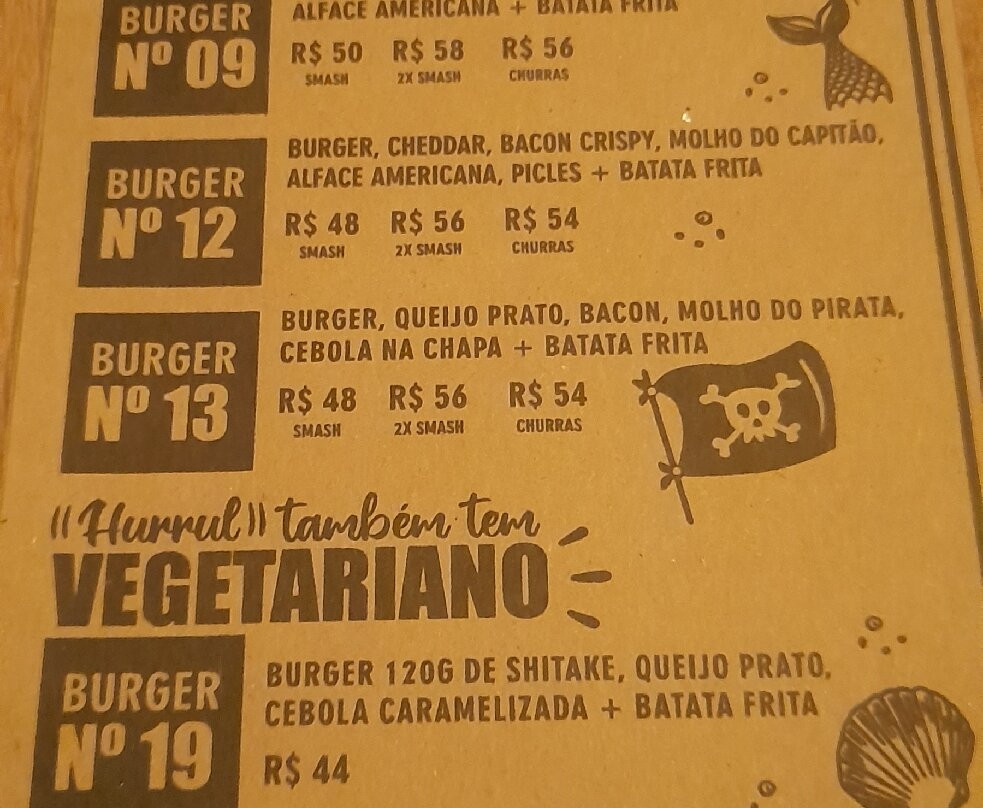 BURGER
Nº 09
ALFACE AMERICANA + BATATA FRITA
R$ 50 R$ 58 R$ 56
SMASH 2X SMASH CHURRAS
BURGER
Nº 12
BURGER, CHEDDAR, BACON CRISPY, MOLHO DO CAPITÃO,
ALFACE AMERICANA, PICLES + BATATA FRITA
R$ 48 R$ 56 R$ 54
SMASH 2X SMASH CHURRAS
BURGER
Nº 13
BURGER, QUEIJO PRATO, BACON, MOLHO DO PIRATA,
CEBOLA NA CHAPA + BATATA FRITA
R$ 48 R$ 56 R$ 54
SMASH 2X SMASH CHURRAS
((Hurrul)) também tem
VEGETARIANO
BURGER
Nº 19
BURGER 120G DE SHITAKE, QUEIJO PRATO,
CEBOLA CARAMELIZADA + BATATA FRITA
R$ 44